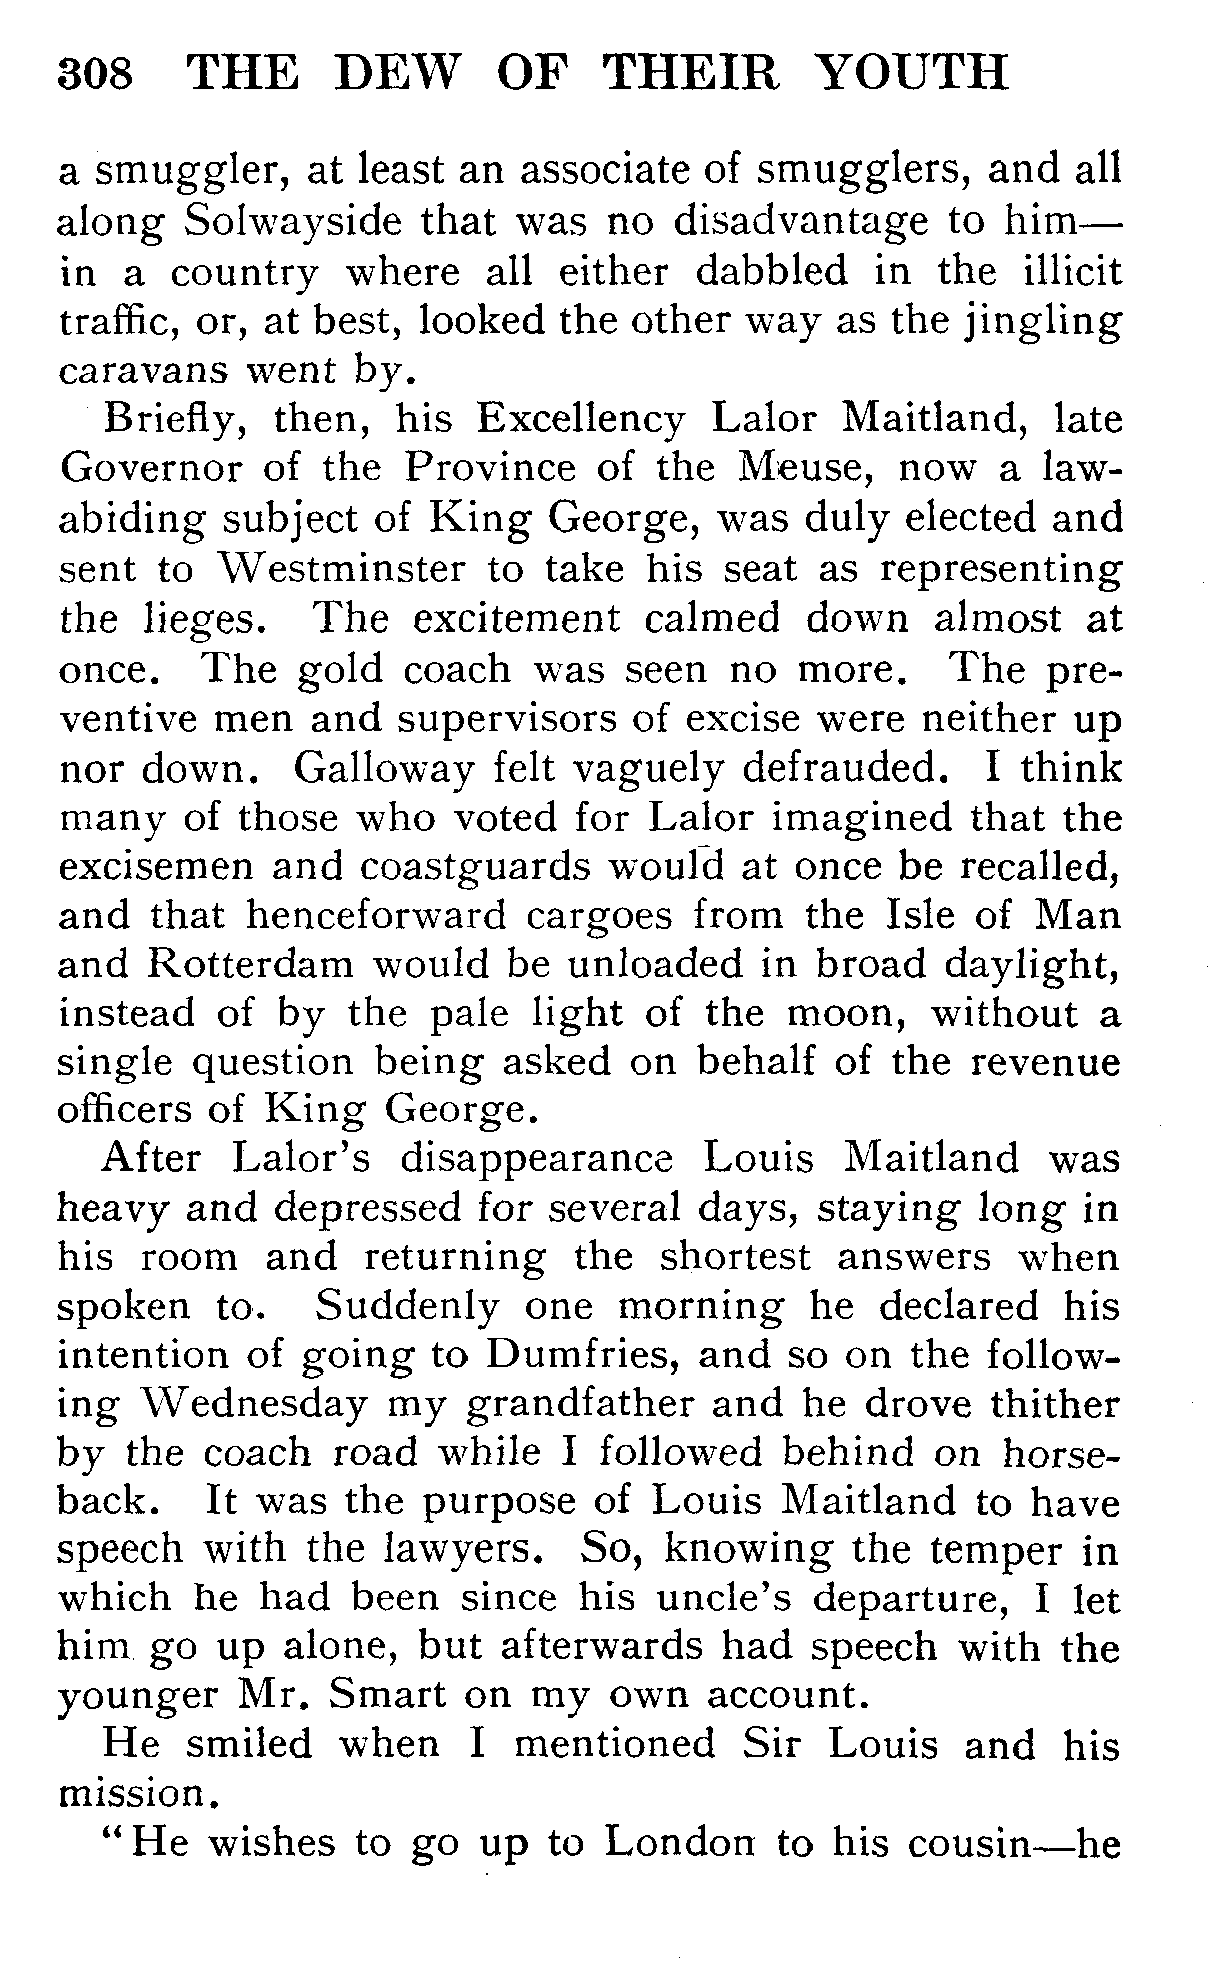 308 THE DEW OF THEIR YOUTH
a smuggler, at least an associate of smugglers, and all
along Solwayside that was no disadvantage to him—
in a country where all either dabbled in the illicit
traffic, or, at best, looked the other way as the jingling
caravans went by.
Briefly, then, his Excellency Lalor Maitland, late
Governor of the Province of the Meuse, now a law-
abiding subject of King George, was duly elected and
sent to Westminster to take his seat as representing
the lieges. The excitement calmed down almost at
once. The gold coach was seen no more. The pre-
ventive men and supervisors of excise were neither up
nor down. Galloway felt vaguely defrauded. I think
many of those who voted for Lalor imagined that the
excisemen and coastguards would at once be recalled,
and that henceforward cargoes from the Isle of Man
and Rotterdam would be unloaded in broad daylight,
instead of by the pale light of the moon, without a
single question being asked on behalf of the revenue
officers of King George.
After Lalor's disappearance Louis Maitland was
heavy and depressed for several days, staying long in
his room and returning the shortest answers when
spoken to. Suddenly one morning he declared his
intention of going to Dumfries, and so on the follow-
ing Wednesday my grandfather and he drove thither
by the coach road while I followed behind on horse-
back. It was the purpose of Louis Maitland to have
speech with the lawyers. So, knowing the temper in
which he had been since his uncle's departure, I let
him go up alone, but afterwards had speech with the
younger Mr. Smart on my own account.
He smiled when I mentioned Sir Louis and his
mission.
“ He wishes to go up to London to his cousin—he